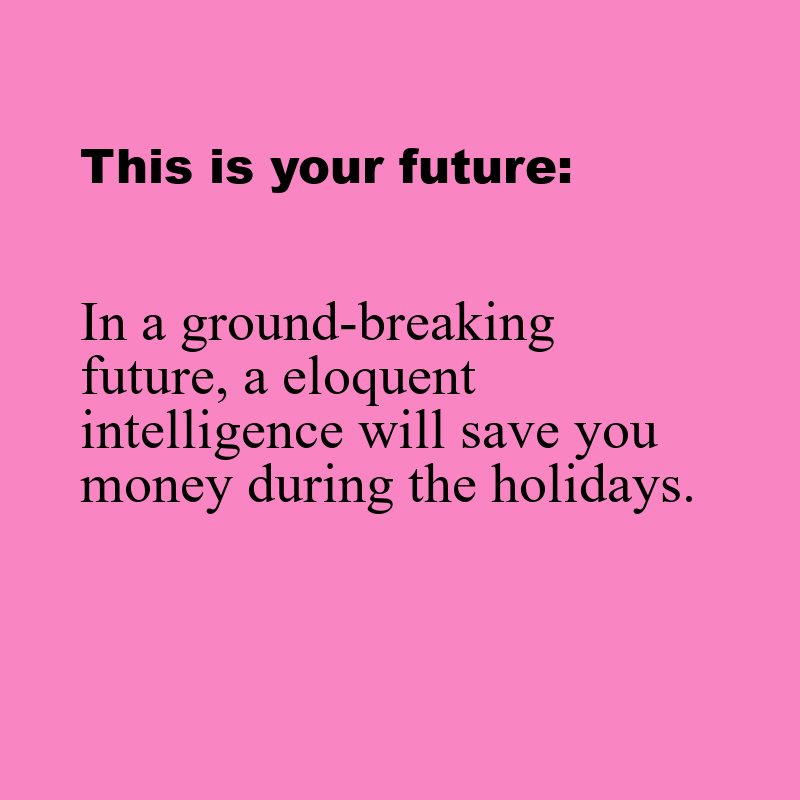 This is your future:
In a ground-breaking
future, a eloquent
intelligence will save you
money during the holidays.